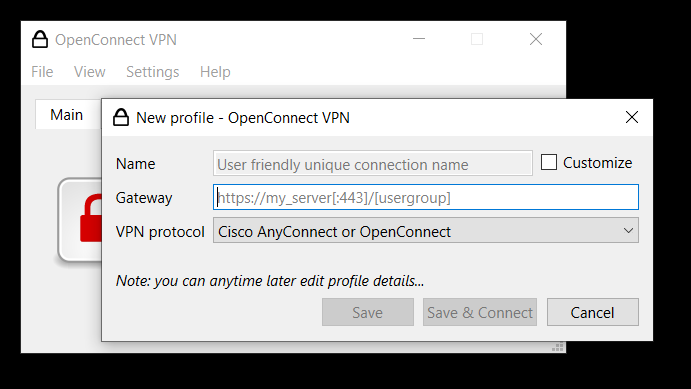 OpenConnect VPN
File View Settings Help
Main
New profile - OpenConnect VPN
Name User friendly unique connection name Customize
Gateway https://my_server[:443]/[usergroup]
VPN protocol Cisco AnyConnect or OpenConnect
Note: you can anytime later edit profile details...
Save Save & Connect Cancel